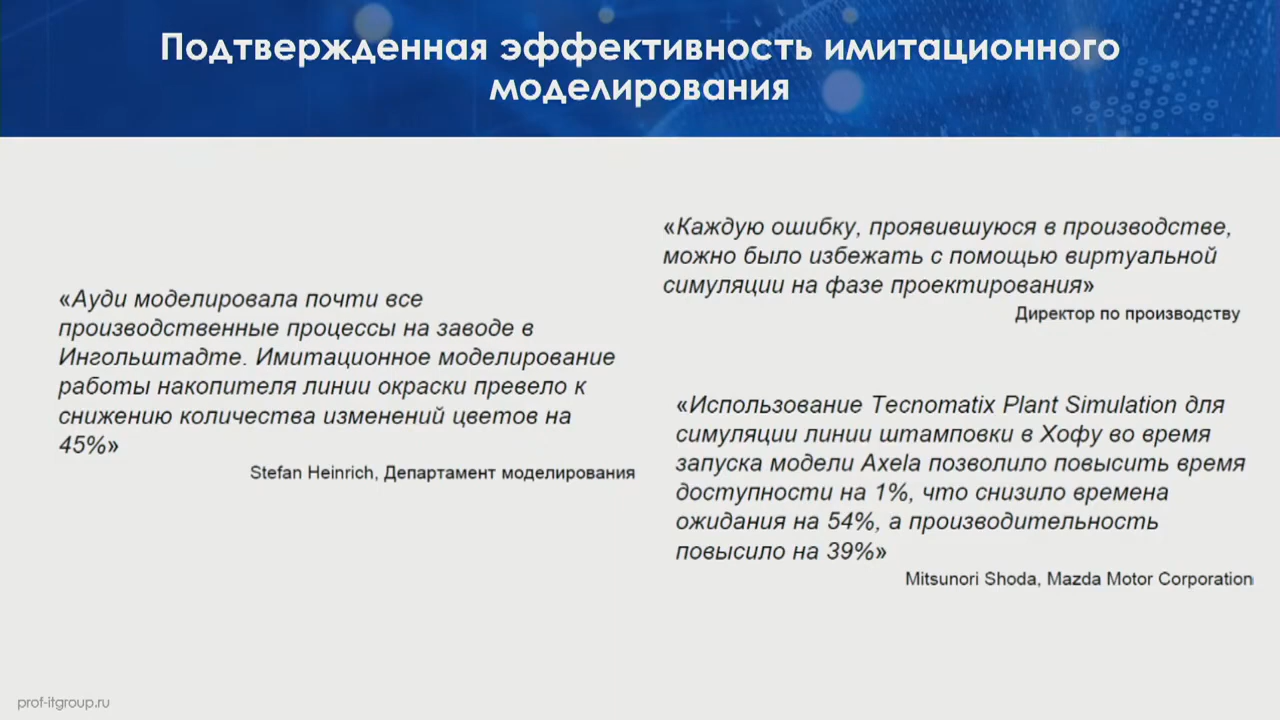 Подтвержденная эффективность имитационного
моделирования
«Ауди моделировала почти все
производственные процессы на заводе в
Ингольштадте. Имитационное моделирование
работы накопителя линии окраски превело к
снижению количества изменений цветов на
45%»
Stefan Heinrich, Департамент моделирования
«Каждую ошибку, проявившуюся в производстве,
можно было избежать с помощью виртуальной
симуляции на фазе проектирования»
Директор по производству
«Использование Tecnomatix Plant Simulation для
симуляции линии штамповки в Хофу во время
запуска модели Axela позволило повысить время
доступности на 1%, что снизило времена
ожидания на 54%, а производительность
повысило на 39%»
Mitsunori Shoda, Mazda Motor Corporation
prof-itgroup.ru